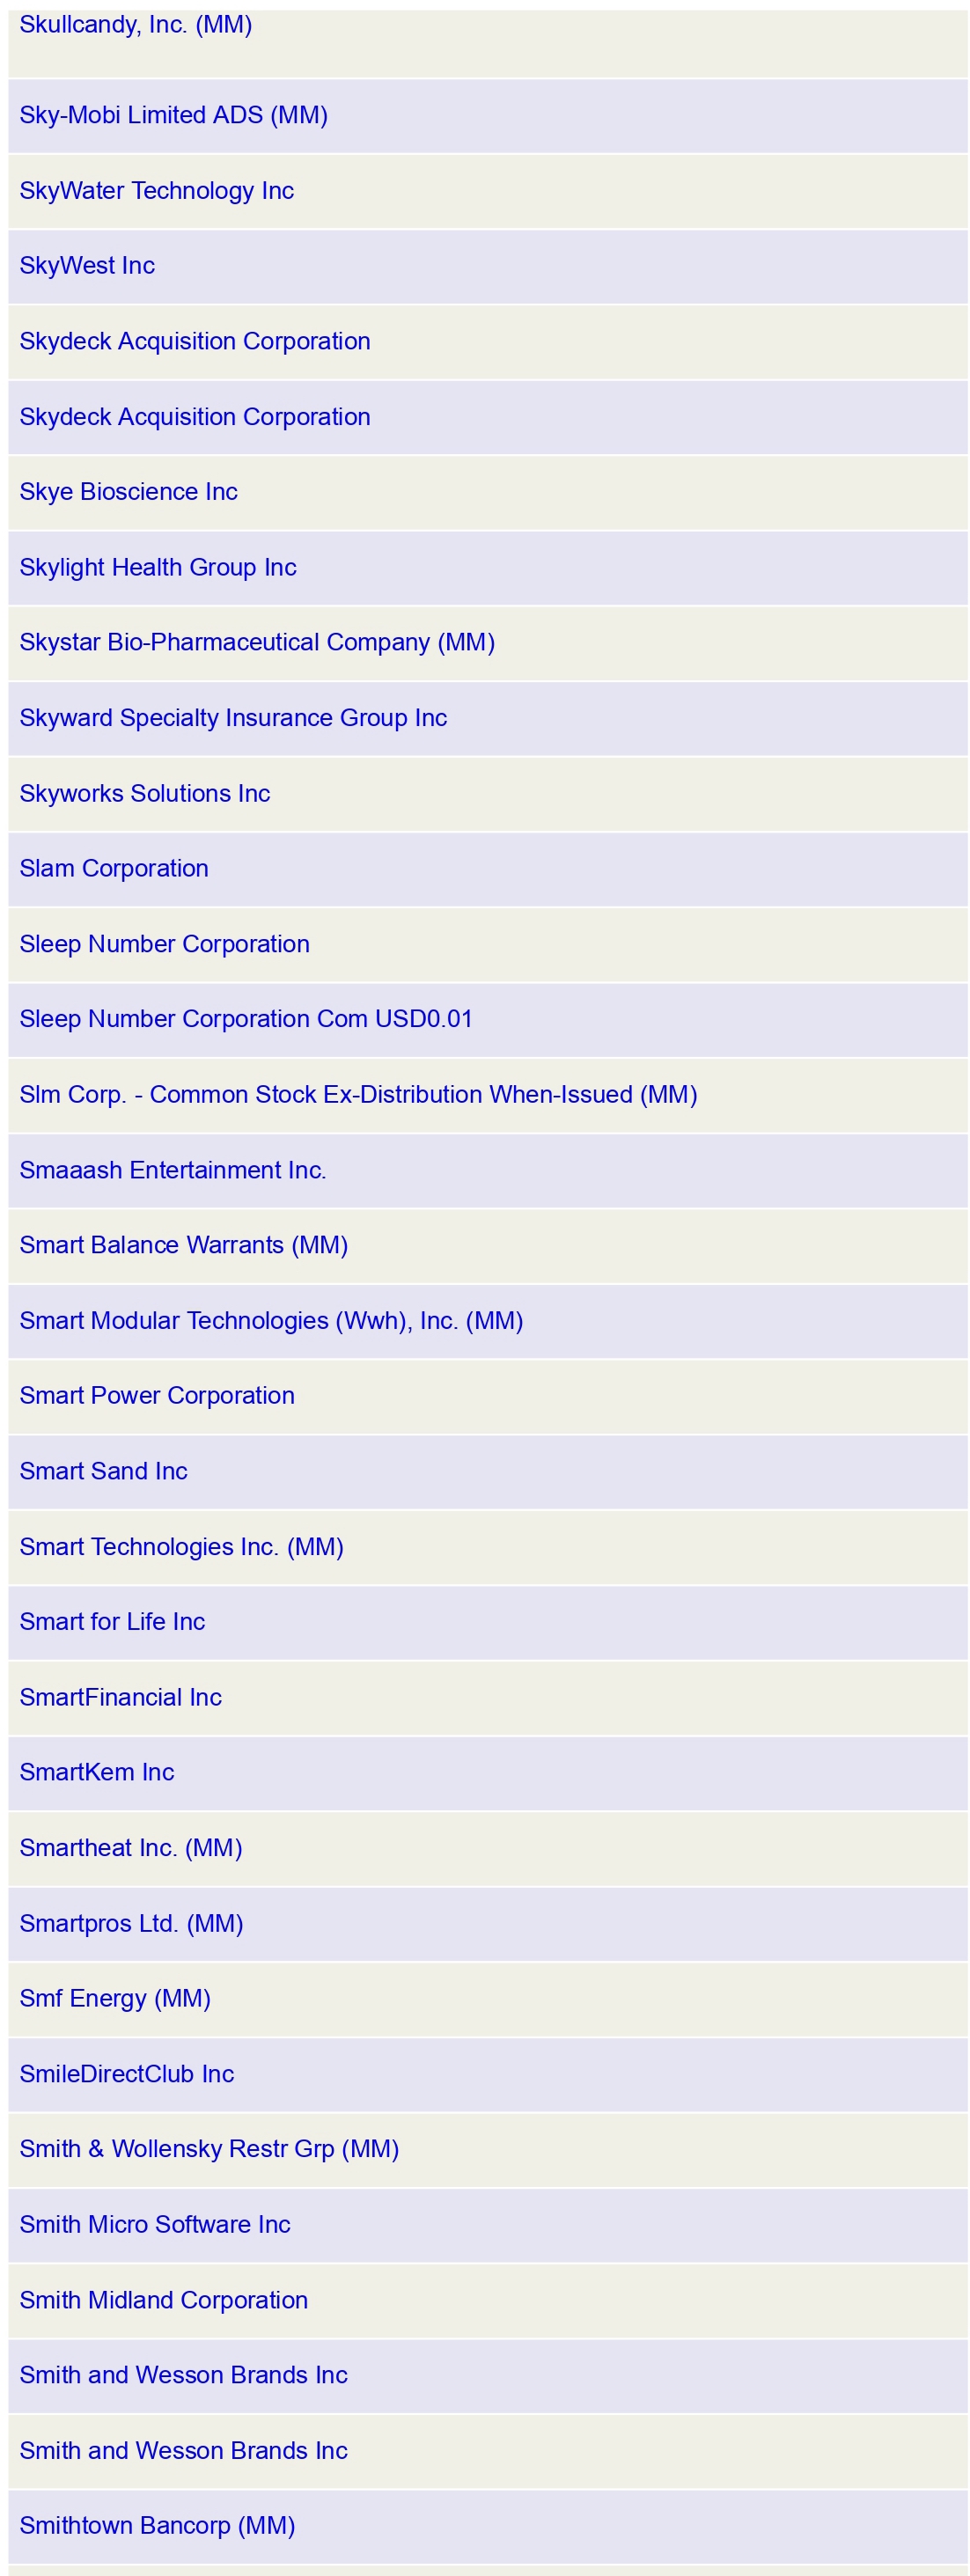 Skullcandy, Inc. (MM)
Sky-Mobi Limited ADS (MM)
SkyWater Technology Inc
SkyWest Inc
Skydeck Acquisition Corporation
Skydeck Acquisition Corporation
Skye Bioscience Inc
Skylight Health Group Inc
Skystar Bio-Pharmaceutical Company (MM)
Skyward Specialty Insurance Group Inc
Skyworks Solutions Inc
Slam Corporation
Sleep Number Corporation
Sleep Number Corporation Com USD0.01
Slm Corp. - Common Stock Ex-Distribution When-Issued (MM)
Smaaash Entertainment Inc.
Smart Balance Warrants (MM)
Smart Modular Technologies (Wwh), Inc. (MM)
Smart Power Corporation
Smart Sand Inc
Smart Technologies Inc. (MM)
Smart for Life Inc
SmartFinancial Inc
SmartKem Inc
Smartheat Inc. (MM)
Smartpros Ltd. (MM)
Smf Energy (MM)
SmileDirectClub Inc
Smith & Wollensky Restr Grp (MM)
Smith Micro Software Inc
Smith Midland Corporation
Smith and Wesson Brands Inc
Smith and Wesson Brands Inc
Smithtown Bancorp (MM)